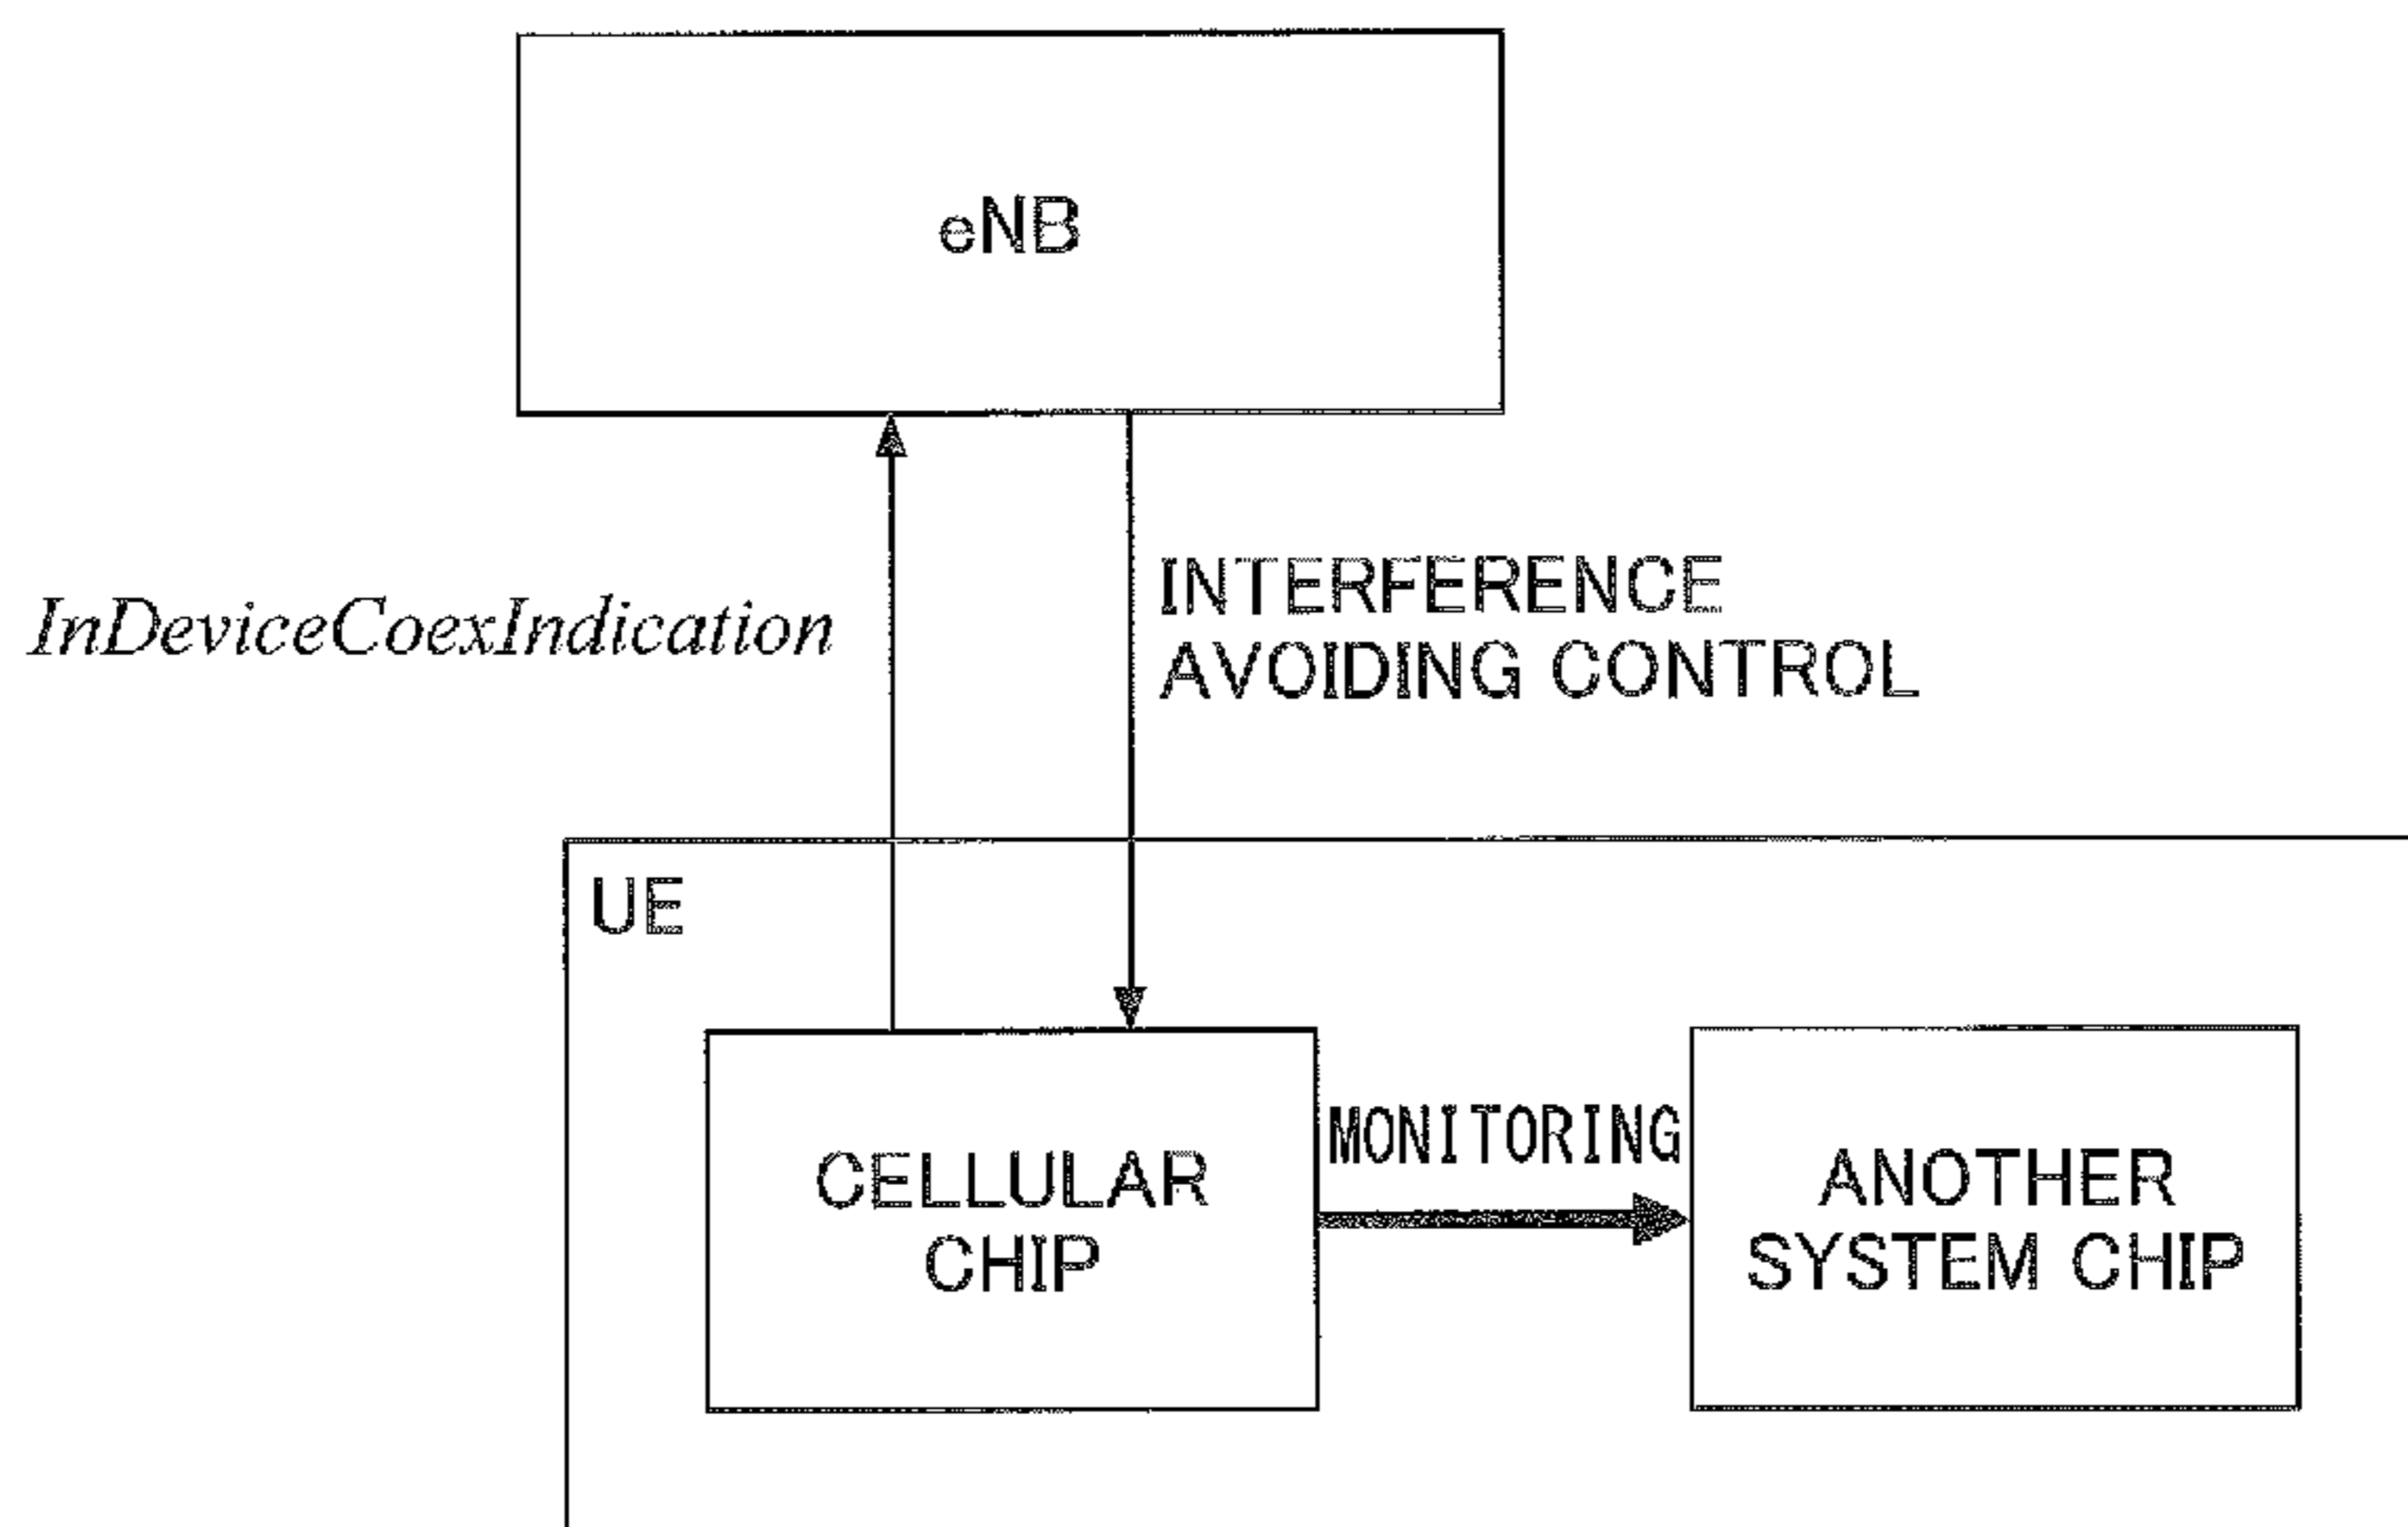 eNB
InDeviceCoexIndication
INTERFERENCE
AVOIDING CONTROL
UE
CELLULAR
CHIP
MONITORING
ANOTHER
SYSTEM CHIP